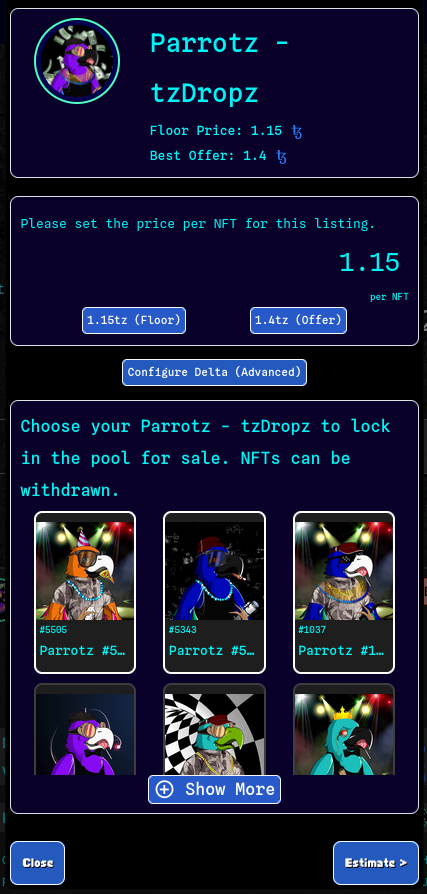 Parrotz -
tzDropz
Floor Price: 1.15 ꜩ
Best Offer: 1.4 ꜩ
Please set the price per NFT for this listing.
1.15
per NFT
1.15tz (Floor)
1.4tz (Offer)
Configure Delta (Advanced)
Choose your Parrotz - tzDropz to lock
in the pool for sale. NFTs can be
withdrawn.
#5505
#5343
#1037
Parrotz #5…
Parrotz #5…
Parrotz #1…
Show More
Close
Estimate >